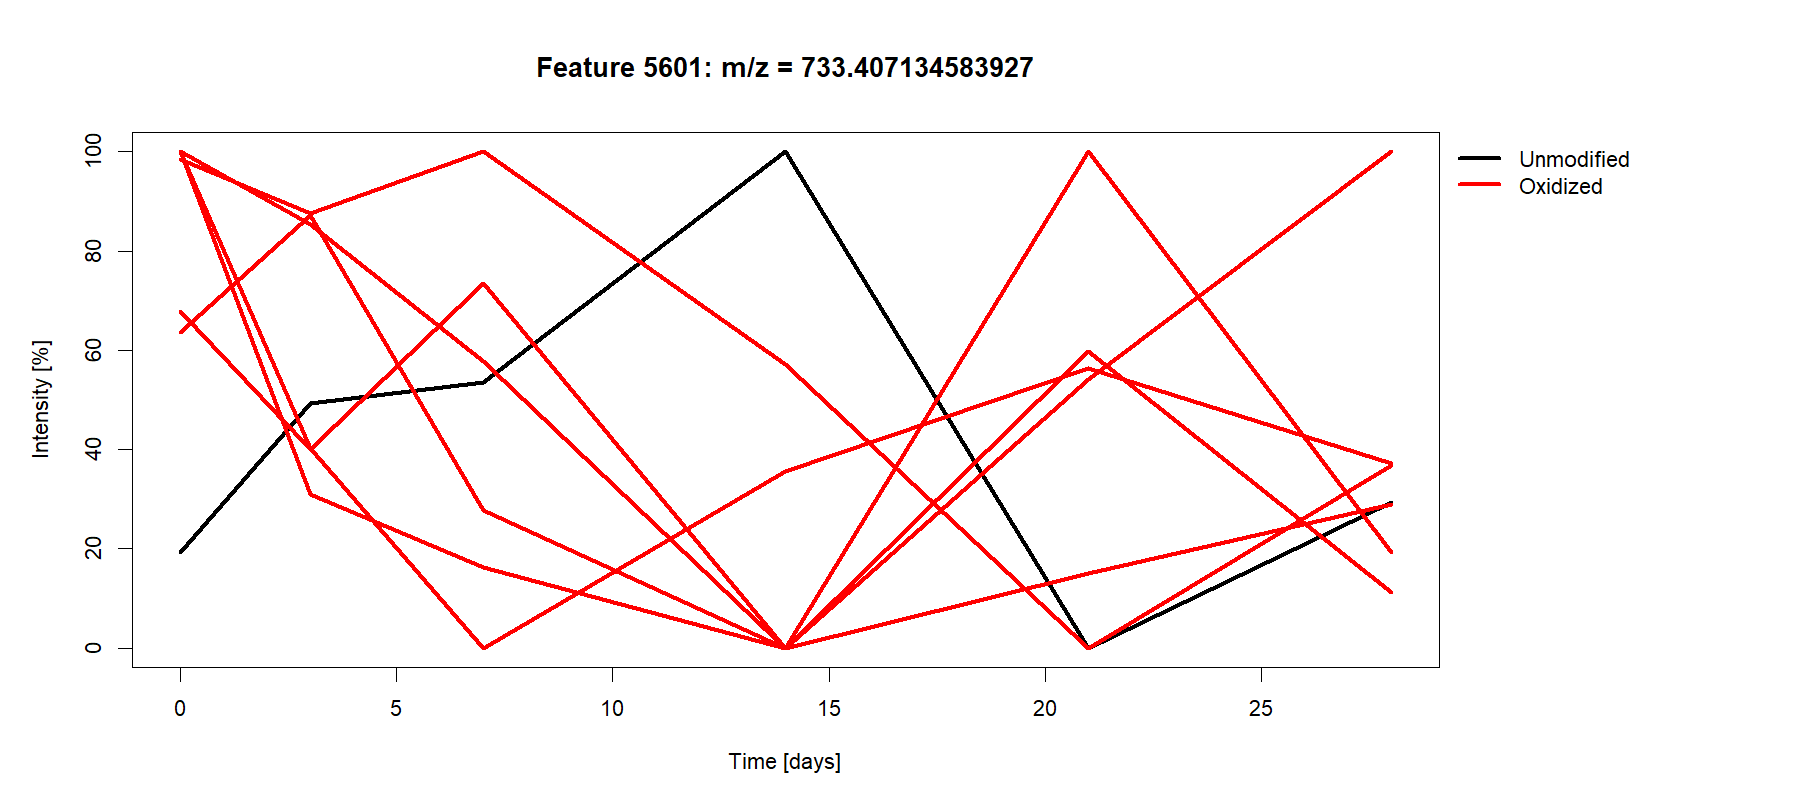 Feature 5601: m/z = 733.407134583927
Unmodified
Oxidized
Intensity [%]
100
80
60
40
20
0
0 5 10 15 20 25
Time [days]